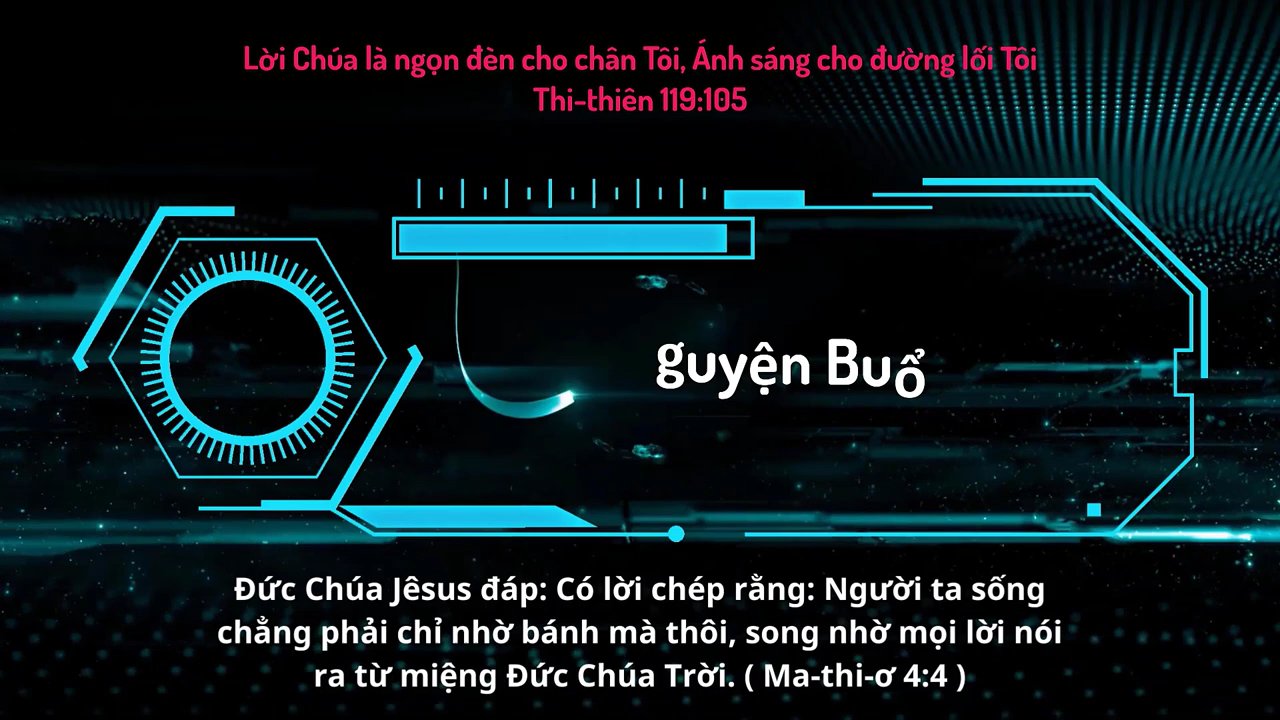 Lời Chúa là ngọn đèn cho chân Tôi, Ánh sáng cho đường lối Tôi
Thi-thiên 119:105
guyện Buổ
Đức Chúa Jêsus đáp: Có lời chép rằng: Người ta sống
chẳng phải chỉ nhờ bánh mà thôi, song nhờ mọi lời nói
ra từ miệng Đức Chúa Trời. ( Ma-thi-ơ 4:4 )